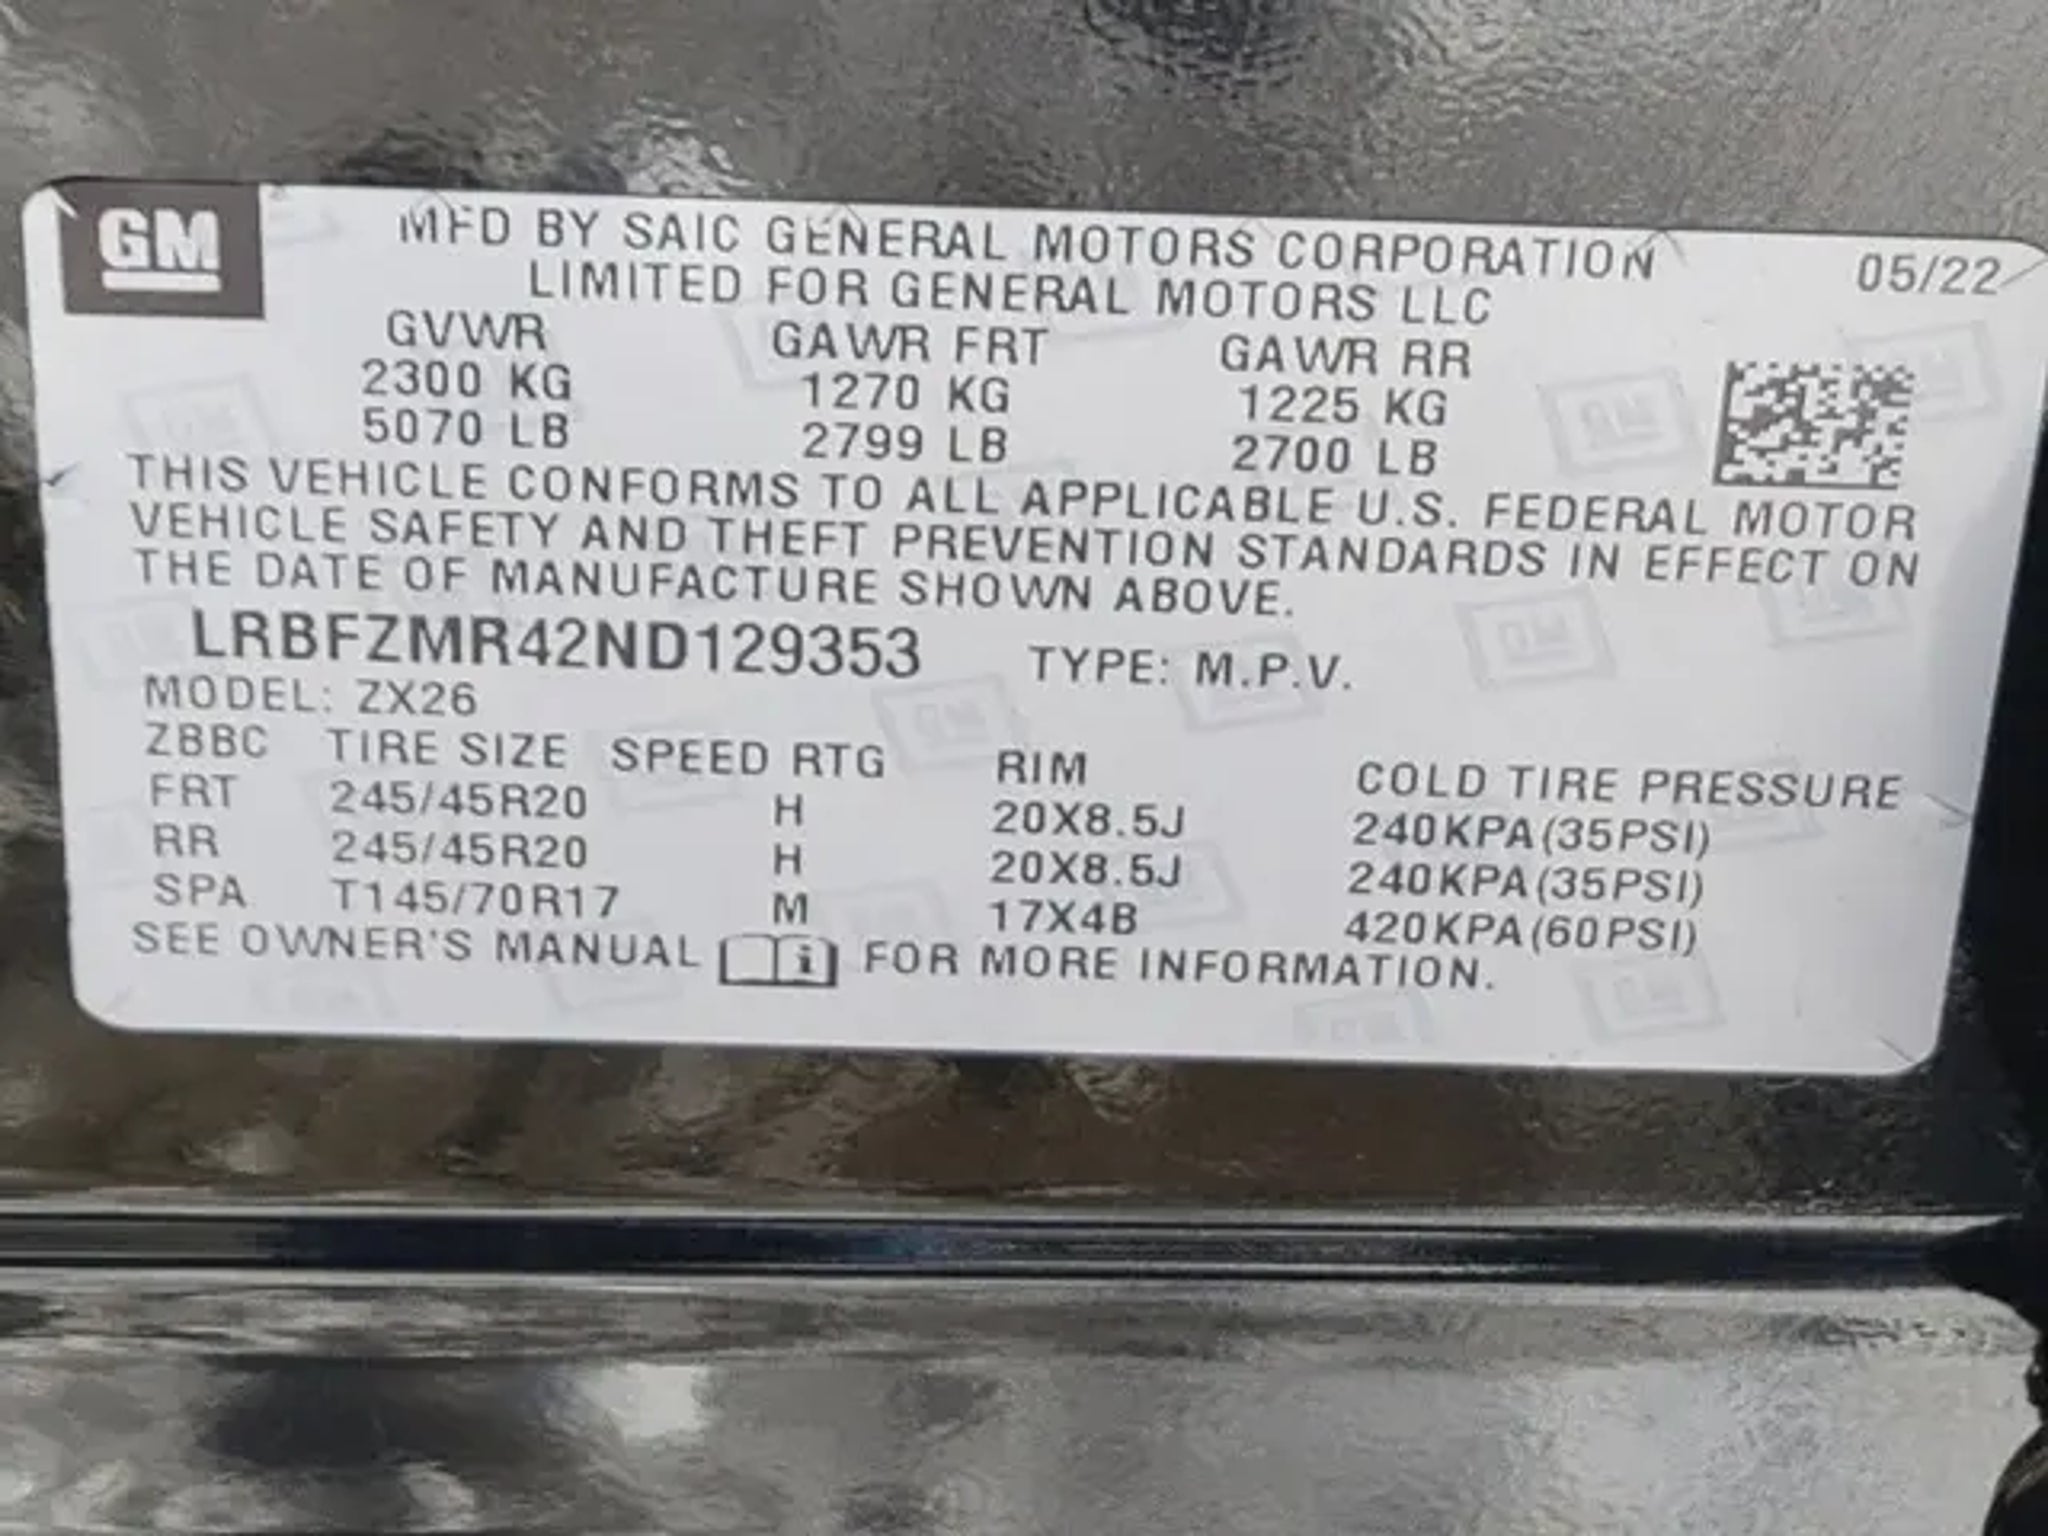 GM
MFD BY SAIC GENERAL MOTORS CORPORATION 05/22
LIMITED FOR GENERAL MOTORS LLC
GVWR GAWR FRT GAWR RR
2300 KG 1270 KG 1225 KG
5070 LB 2799 LB 2700 LB
THIS VEHICLE CONFORMS TO ALL APPLICABLE U.S. FEDERAL MOTOR
VEHICLE SAFETY AND THEFT PREVENTION STANDARDS IN EFFECT ON
THE DATE OF MANUFACTURE SHOWN ABOVE.
LRBFZMR42ND129353 TYPE: M.P.V.
MODEL: ZX26
ZBBC TIRE SIZE SPEED RTG RIM COLD TIRE PRESSURE
FRT 245/45R20 H 20X8.5J 240KPA(35PSI)
RR 245/45R20 H 20X8.5J 240KPA(35PSI)
SPA T145/70R17 M 17X4B 420KPA(60PSI)
SEE OWNER'S MANUAL i FOR MORE INFORMATION.